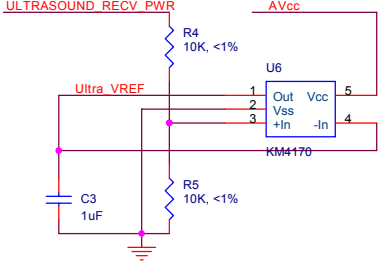 ULTRASOUND_RECV_PWR
AVcc
R4
10K, <1%
U6
Ultra_VREF
1 Out Vcc 5
2 Vss
3 +In -In 4
KM4170
C3
1uF
R5
10K, <1%